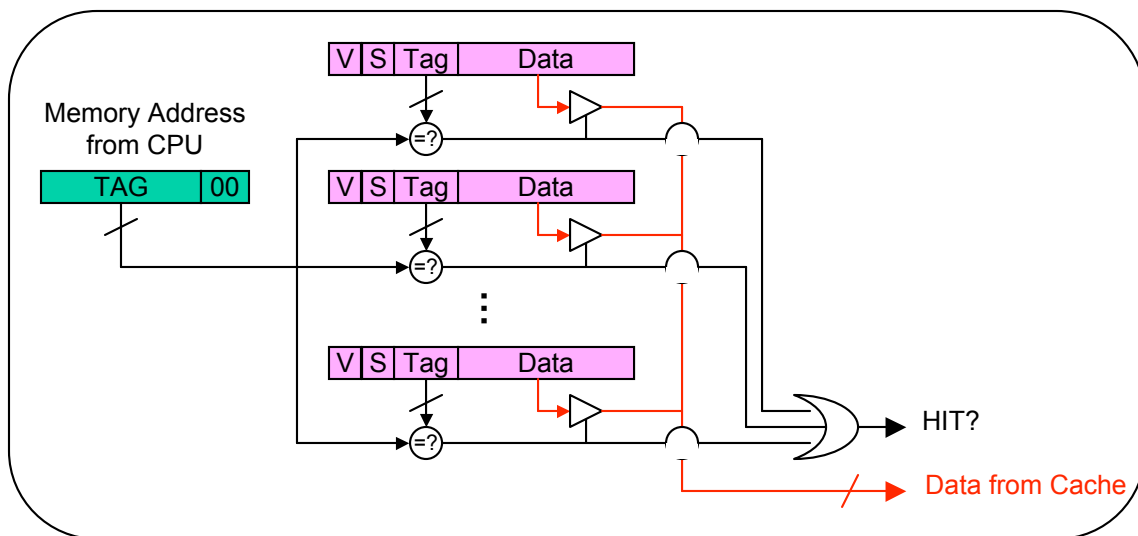 V S Tag Data
Memory Address
from CPU
=?
TAG 00
V S Tag Data
=?
⋮
V S Tag Data
=?
HIT?
Data from Cache